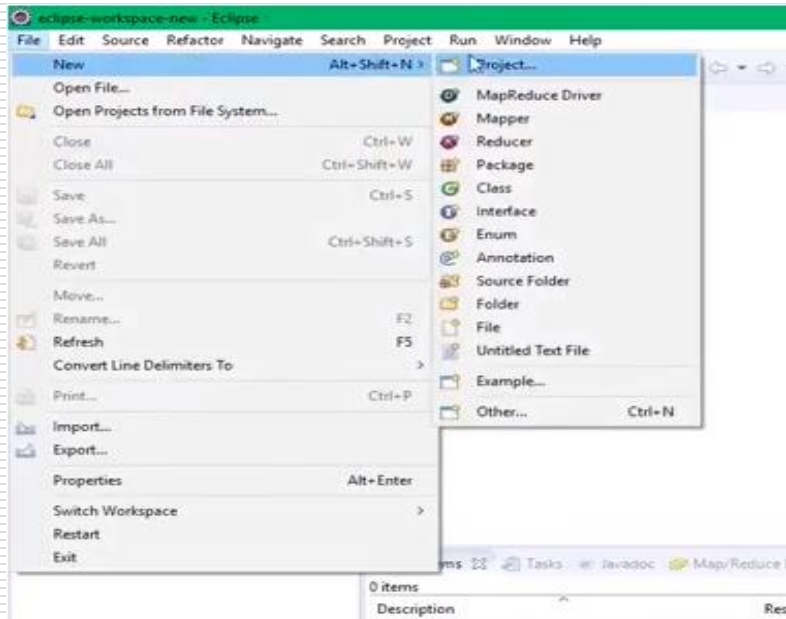 eclipse-workspace-new - Eclipse
File Edit Source Refactor Navigate Search Project Run Window Help
New Alt+Shift+N >
Open File...
Open Projects from File System...
Close Ctrl+W
Close All Ctrl+Shift+W
Save Ctrl+S
Save As...
Save All Ctrl+Shift+S
Revert
Move...
Rename... F2
Refresh F5
Convert Line Delimiters To >
Print... Ctrl+P
Import...
Export...
Properties Alt+Enter
Switch Workspace >
Restart
Exit
Project...
MapReduce Driver
Mapper
Reducer
Package
Class
Interface
Enum
Annotation
Source Folder
Folder
File
Untitled Text File
Example...
Other... Ctrl+N
ms Tasks Javadoc Map/Reduce
0 items
Description Res